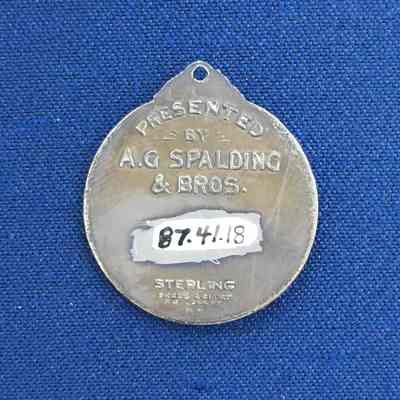 PRESENTED
BY
A.G SPALDING
& BROS.
87.41.18
STERLING